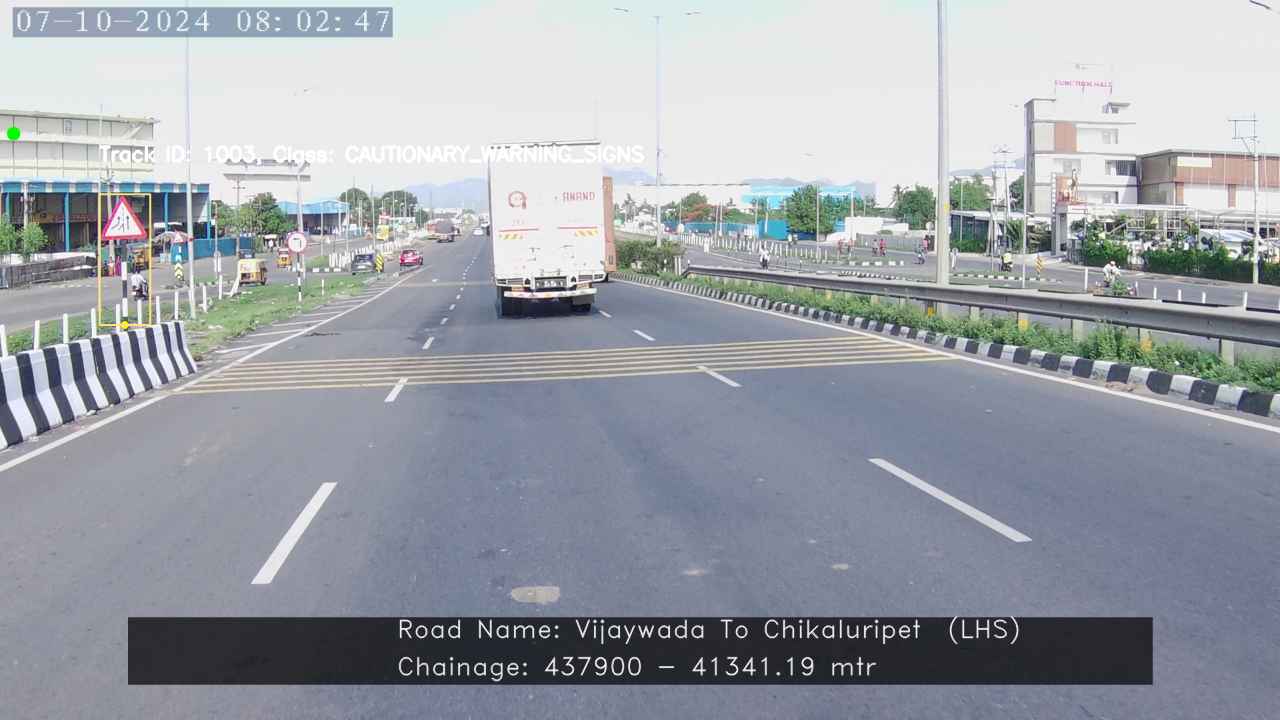 07-10-2024 08:02:47
FUNCTION HALL
Track ID: 1003, Class: CAUTIONARY_WARNING_SIGNS
ANAND
Road Name: Vijaywada To Chikaluripet (LHS)
Chainage: 437900 - 41341.19 mtr